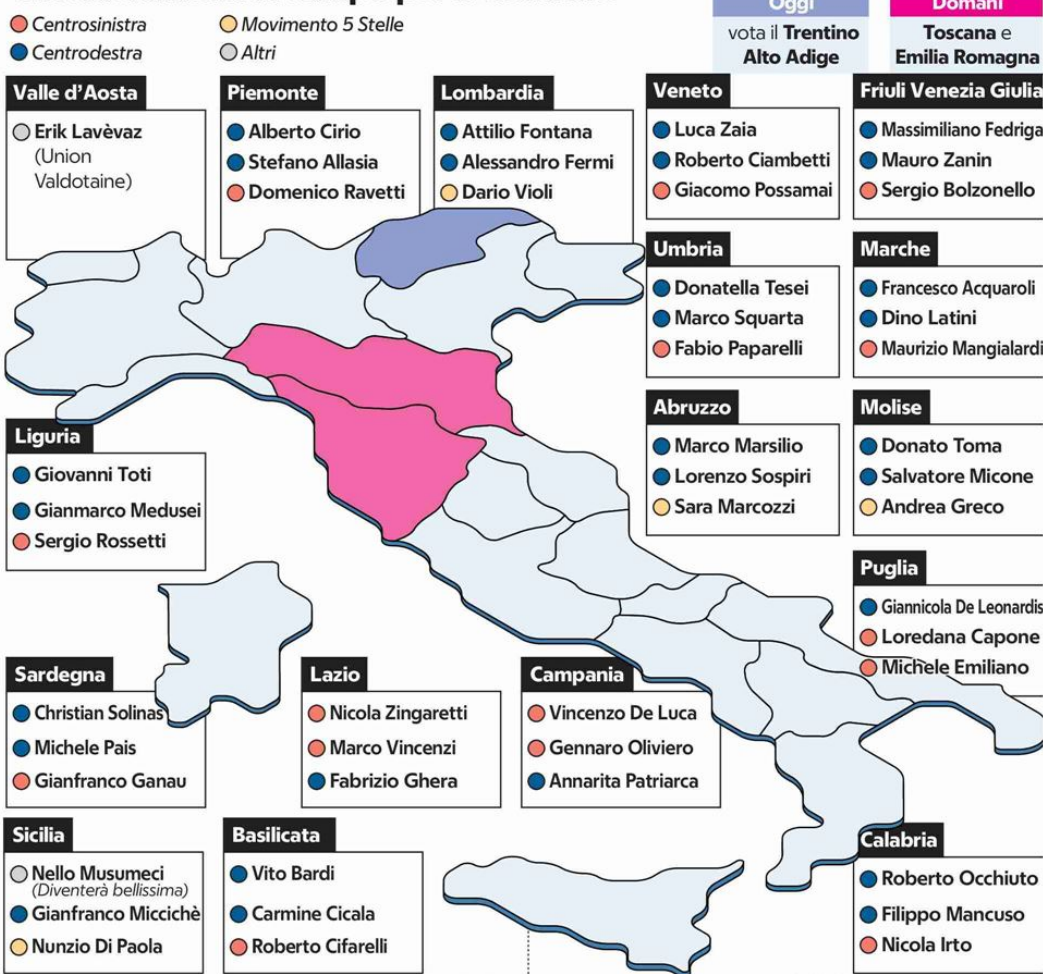 Centrosinistra
Centrodestra
Movimento 5 Stelle
Altri
Oggi
vota il Trentino
Alto Adige
Domani
Toscana e
Emilia Romagna
Valle d'Aosta
Erik Lavèvaz
(Union
Valdotaine)
Piemonte
Alberto Cirio
Stefano Allasia
Domenico Ravetti
Lombardia
Attilio Fontana
Alessandro Fermi
Dario Violi
Veneto
Luca Zaia
Roberto Ciambetti
Giacomo Possamai
Friuli Venezia Giulia
Massimiliano Fedriga
Mauro Zanin
Sergio Bolzonello
Umbria
Donatella Tesei
Marco Squarta
Fabio Paparelli
Marche
Francesco Acquaroli
Dino Latini
Maurizio Mangialardi
Abruzzo
Marco Marsilio
Lorenzo Sospiri
Sara Marcozzi
Molise
Donato Toma
Salvatore Micone
Andrea Greco
Liguria
Giovanni Toti
Gianmarco Medusei
Sergio Rossetti
Puglia
Giannicola De Leonardis
Loredana Capone
Michele Emiliano
Sardegna
Christian Solinas
Michele Pais
Gianfranco Ganau
Lazio
Nicola Zingaretti
Marco Vincenzi
Fabrizio Ghera
Campania
Vincenzo De Luca
Gennaro Oliviero
Annarita Patriarca
Sicilia
Nello Musumeci
(Diventerà bellissima)
Gianfranco Miccichè
Nunzio Di Paola
Basilicata
Vito Bardi
Carmine Cicala
Roberto Cifarelli
Calabria
Roberto Occhiuto
Filippo Mancuso
Nicola Irto